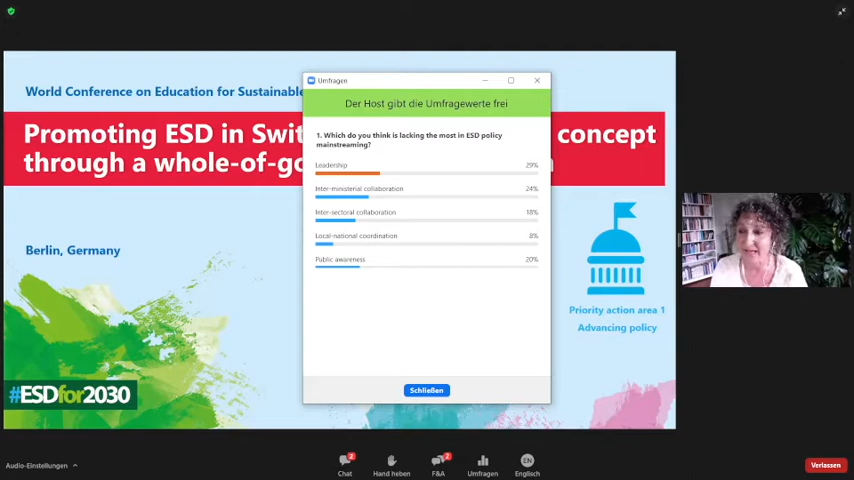 Umfragen
Der Host gibt die Umfragewerte frei
World Conference on Education for Sustainable
1. Which do you think is lacking the most in ESD policy
mainstreaming?
Promoting ESD in Swit
concept
through a whole-of-go
Leadership 29%
Inter-ministerial collaboration 24%
Inter-sectoral collaboration 18%
Local-national coordination 8%
Public awareness 20%
Berlin, Germany
Priority action area 1
Advancing policy
#ESDfor2030
Schließen
Audio-Einstellungen
2
Chat
Hand heben
2
F&A
Umfragen
EN
Englisch
Verlassen